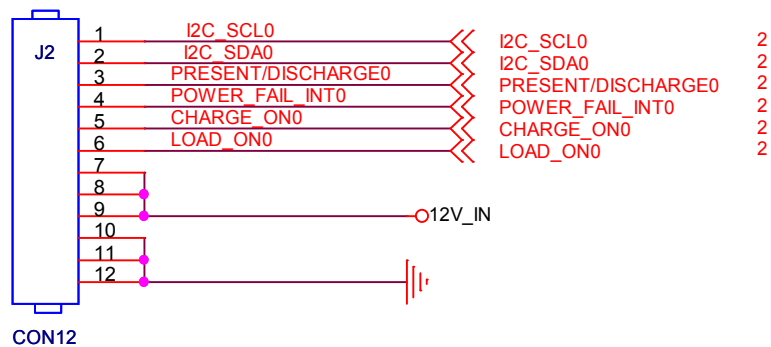 J2
1 I2C_SCL0 I2C_SCL0 2
2 I2C_SDA0 I2C_SDA0 2
3 PRESENT/DISCHARGE0 PRESENT/DISCHARGE0 2
4 POWER_FAIL_INT0 POWER_FAIL_INT0 2
5 CHARGE_ON0 CHARGE_ON0 2
6 LOAD_ON0 LOAD_ON0 2
7
8
9 12V_IN
10
11
12
CON12